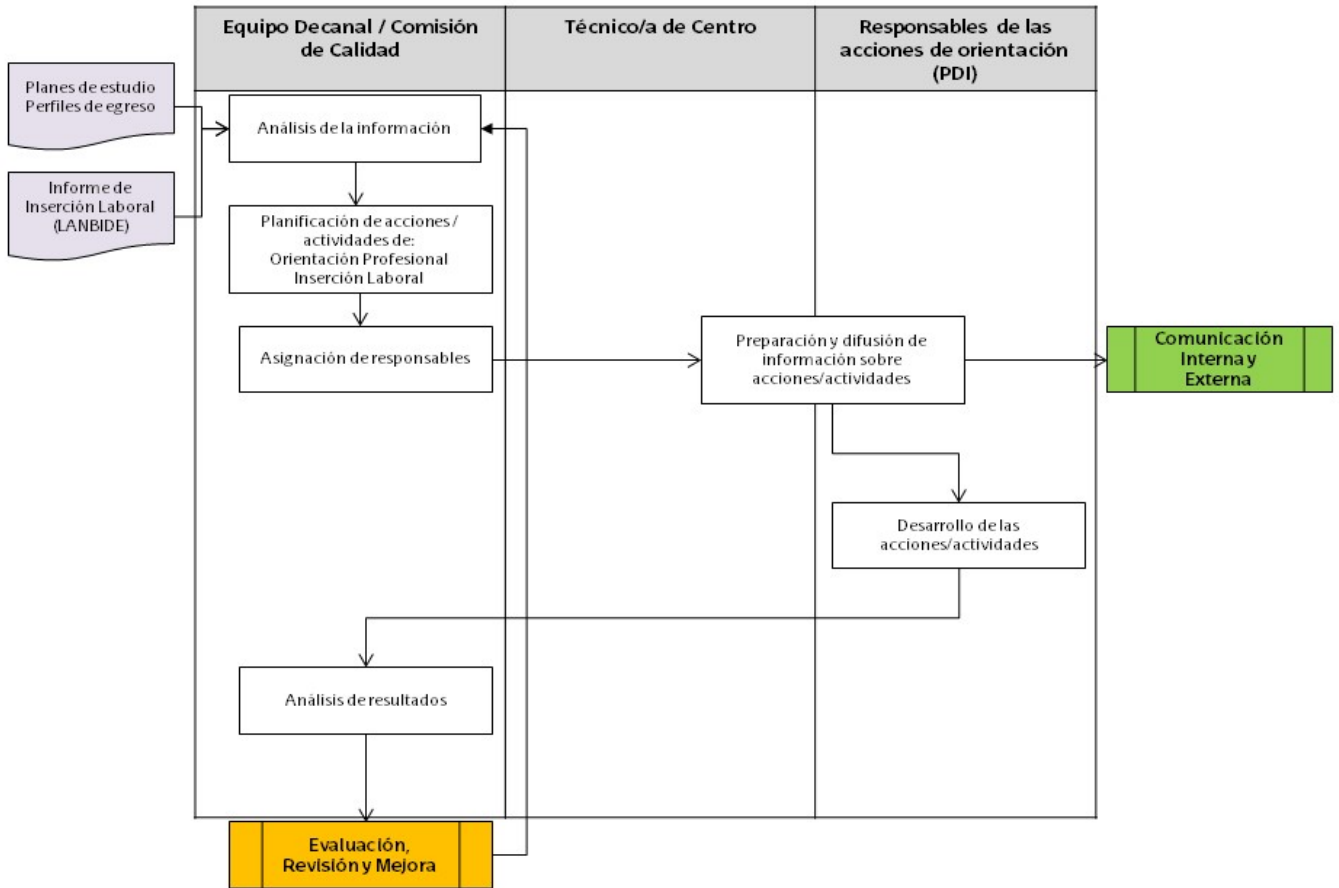 Equipo Decanal / Comisión
de Calidad
Técnico/a de Centro
Responsables de las
acciones de orientación
(PDI)
Planes de estudio
Perfiles de egreso
Análisis de la información
Informe de
Inserción Laboral
(LANBIDE)
Planificación de acciones/
actividades de:
Orientación Profesional
Inserción Laboral
Asignación de responsables
Preparación y difusión de
información sobre
acciones/actividades
Comunicación
Interna y
Externa
Desarrollo de las
acciones/actividades
Análisis de resultados
Evaluación,
Revisión y Mejora